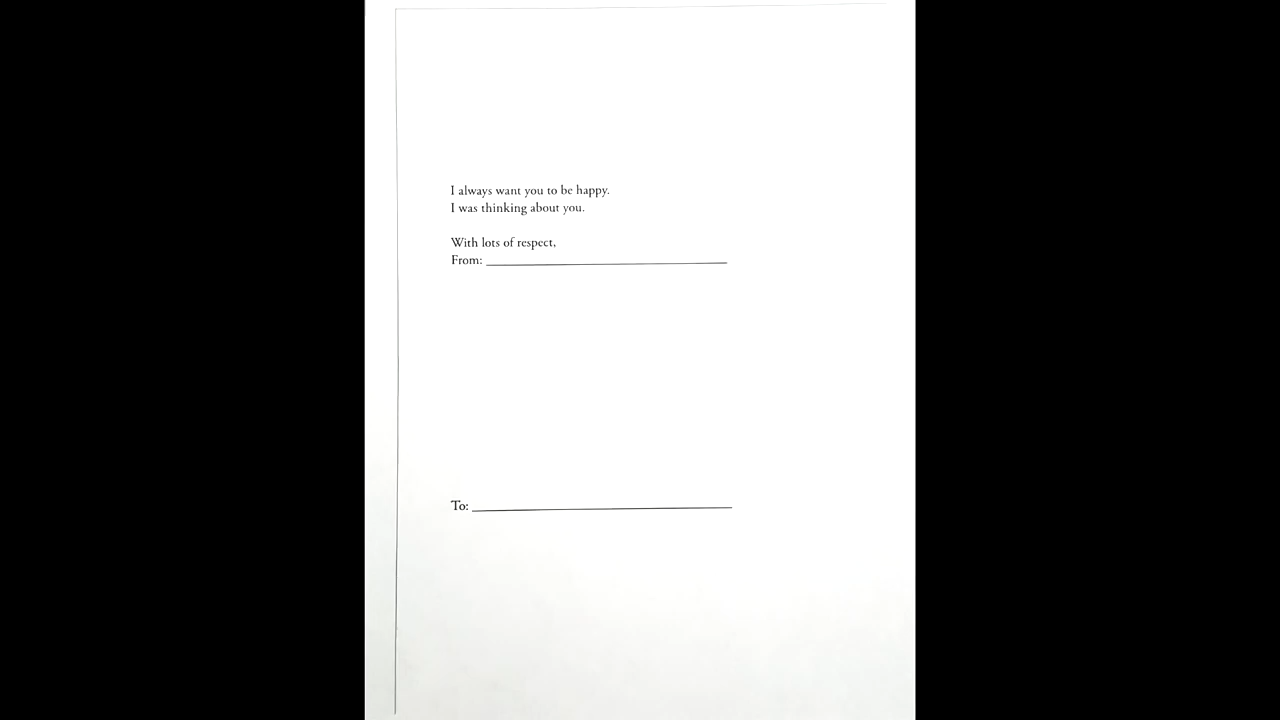 I always want you to be happy.
I was thinking about you.
With lots of respect,
From:
To: